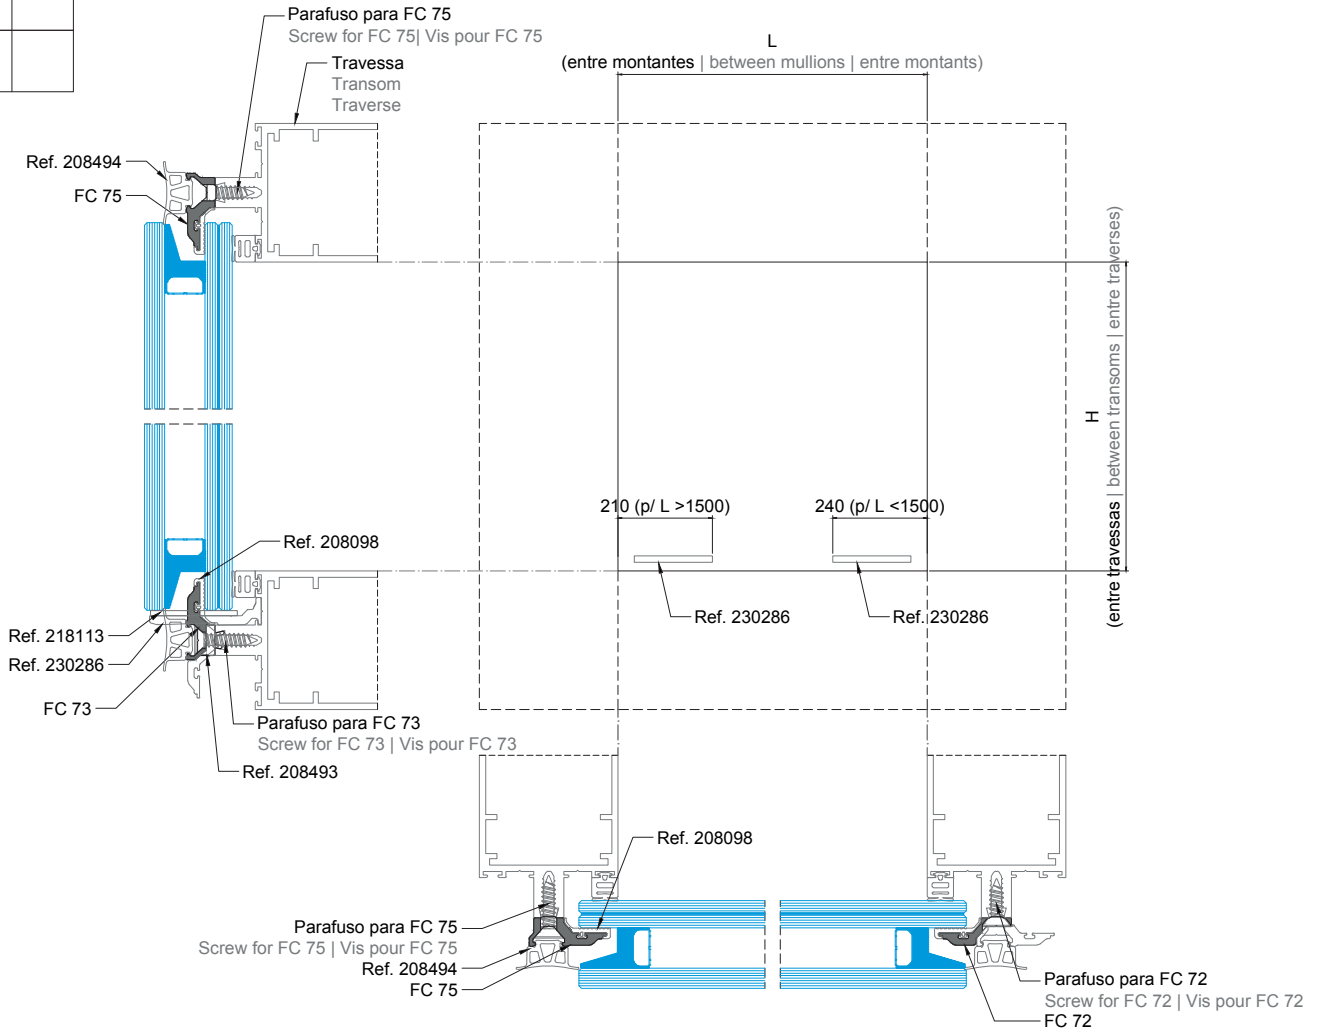 Parafuso para FC 75
Screw for FC 75| Vis pour FC 75
Travessa
Transom
Traverse
L
(entre montantes | between mullions | entre montants)
Ref. 208494
FC 75
H
(entre travessas | between transoms | entre traverses)
210 (p/ L >1500)
240 (p/ L <1500)
Ref. 208098
Ref. 230286
Ref. 230286
Ref. 218113
Ref. 230286
FC 73
Parafuso para FC 73
Screw for FC 73 | Vis pour FC 73
Ref. 208493
Ref. 208098
Parafuso para FC 75
Screw for FC 75 | Vis pour FC 75
Ref. 208494
FC 75
Parafuso para FC 72
Screw for FC 72 | Vis pour FC 72
FC 72